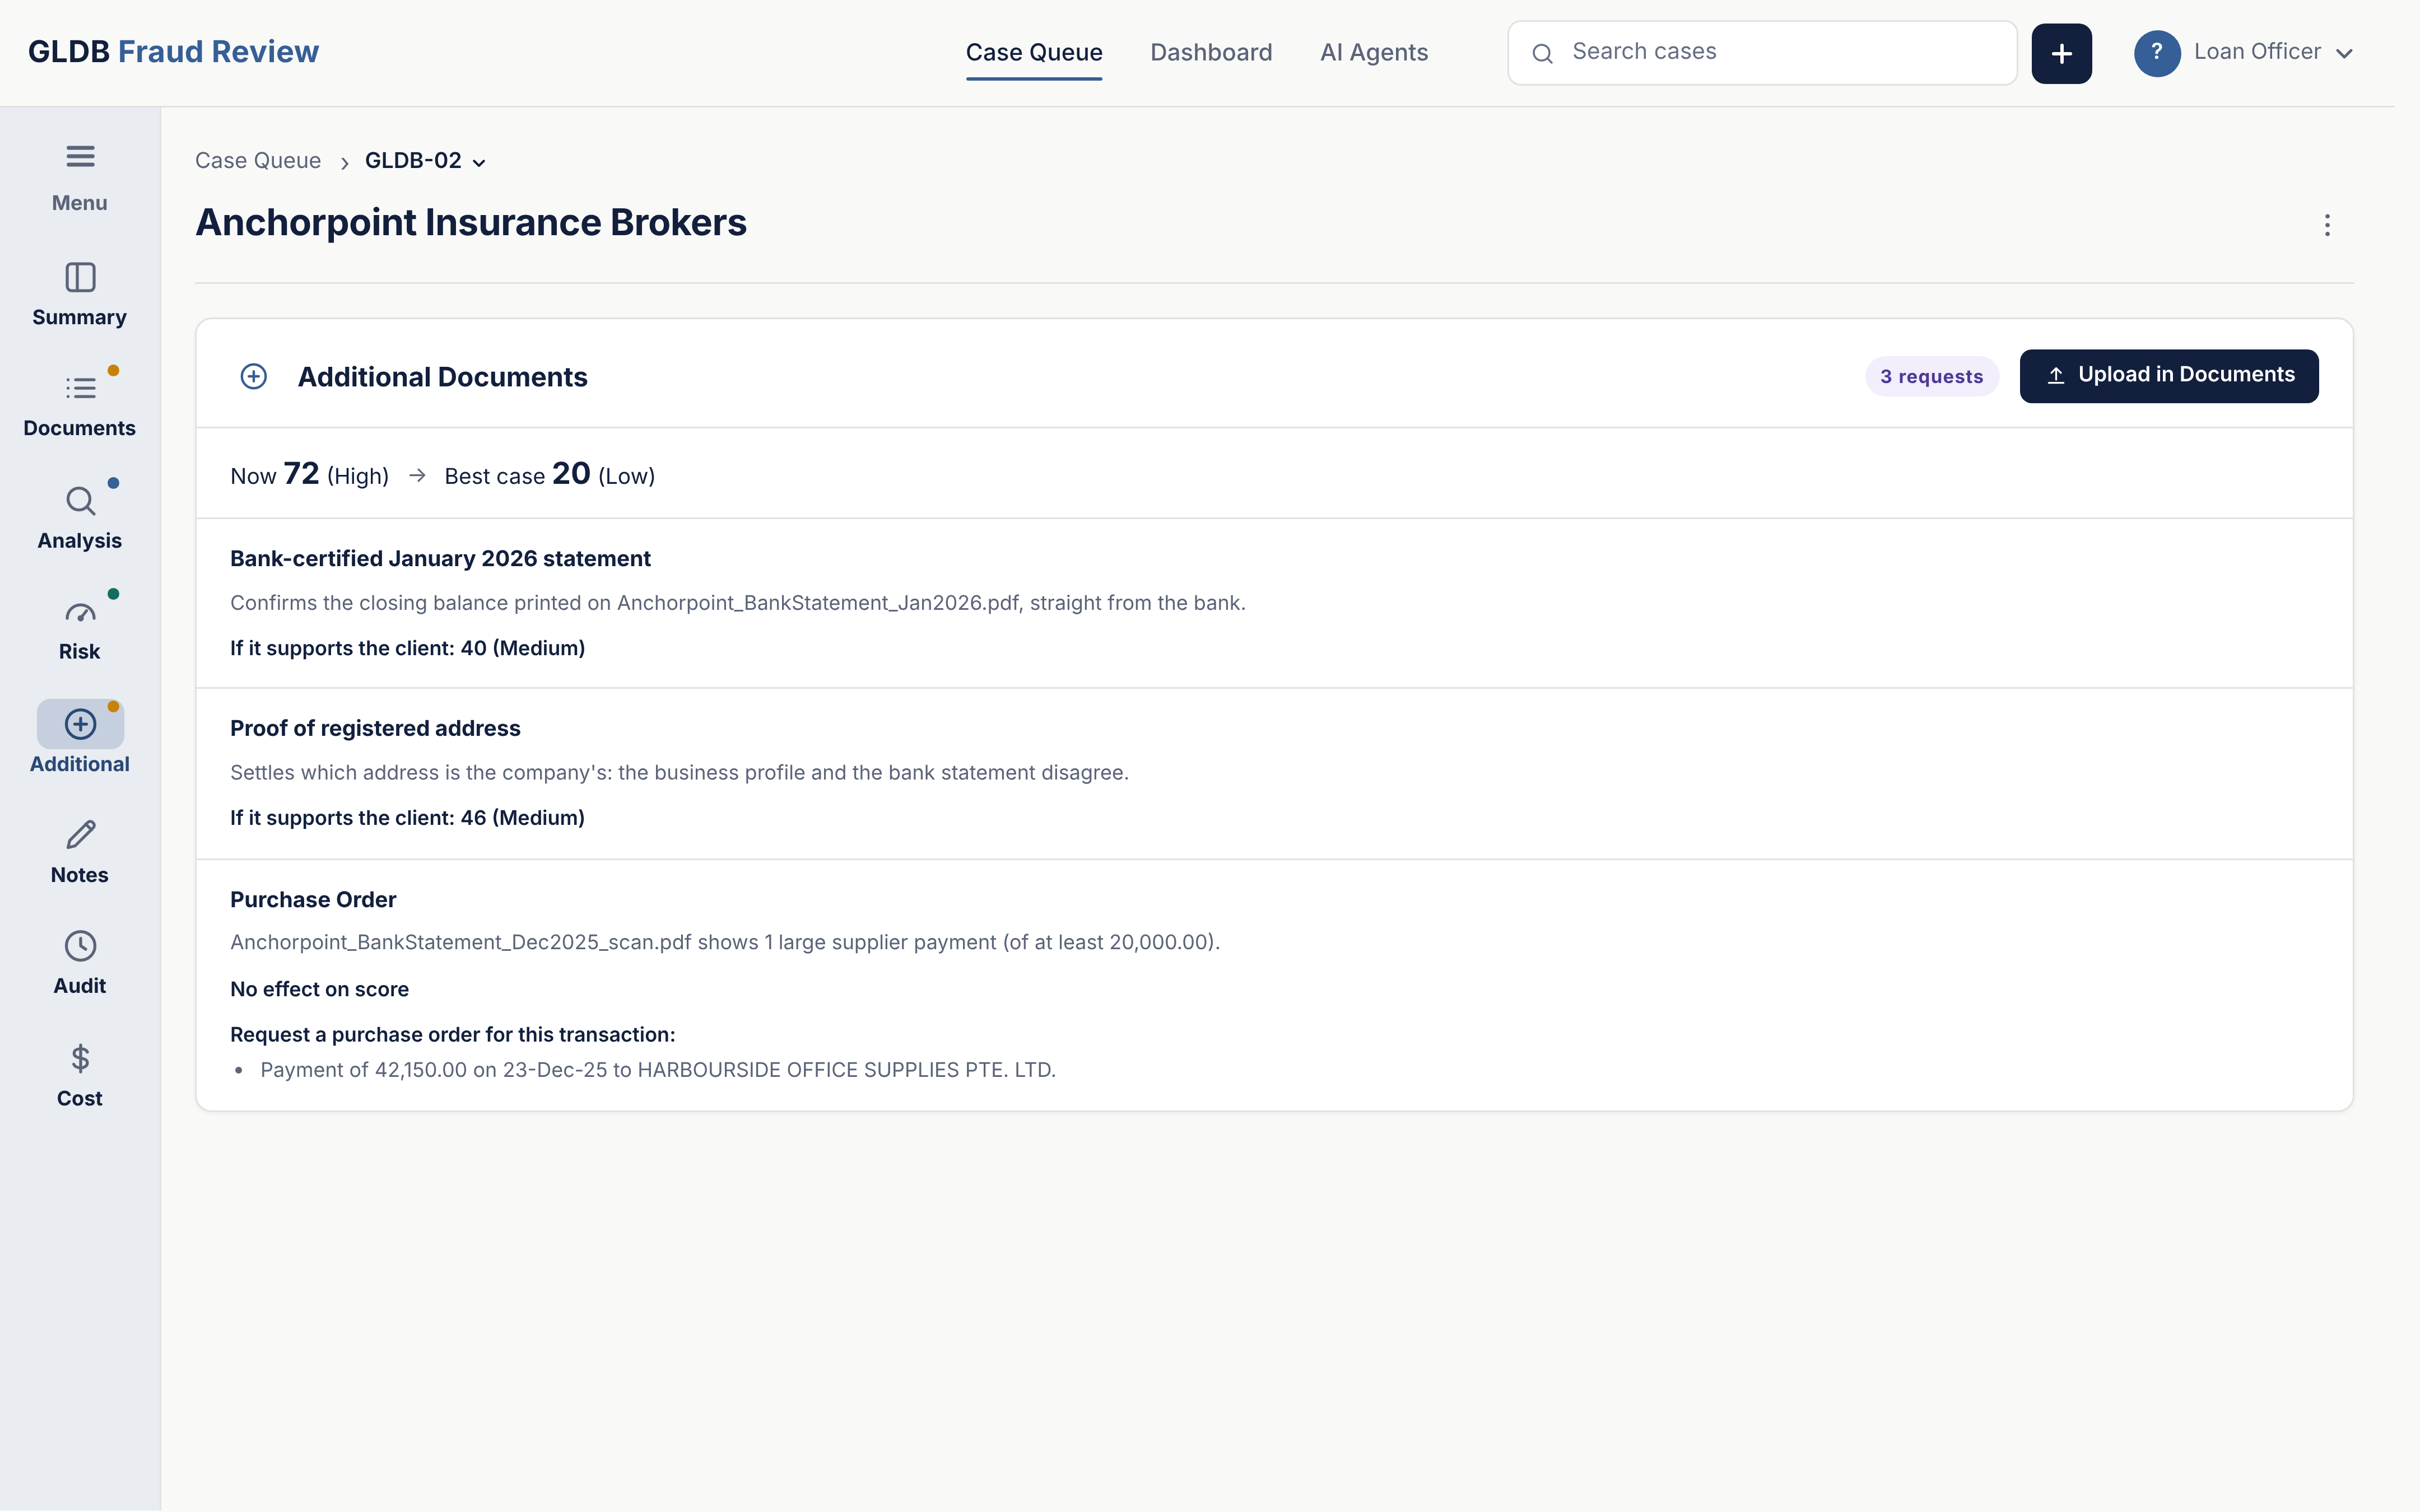 GLDB Fraud Review
Case Queue
Dashboard
AI Agents
Search cases
?
Loan Officer
Menu
Summary
Documents
Analysis
Risk
Additional
Notes
Audit
Cost
Case Queue › GLDB-02
Anchorpoint Insurance Brokers
Additional Documents
3 requests
Upload in Documents
Now 72 (High) → Best case 20 (Low)
Bank-certified January 2026 statement
Confirms the closing balance printed on Anchorpoint_BankStatement_Jan2026.pdf, straight from the bank.
If it supports the client: 40 (Medium)
Proof of registered address
Settles which address is the company's: the business profile and the bank statement disagree.
If it supports the client: 46 (Medium)
Purchase Order
Anchorpoint_BankStatement_Dec2025_scan.pdf shows 1 large supplier payment (of at least 20,000.00).
No effect on score
Request a purchase order for this transaction:
• Payment of 42,150.00 on 23-Dec-25 to HARBOURSIDE OFFICE SUPPLIES PTE. LTD.